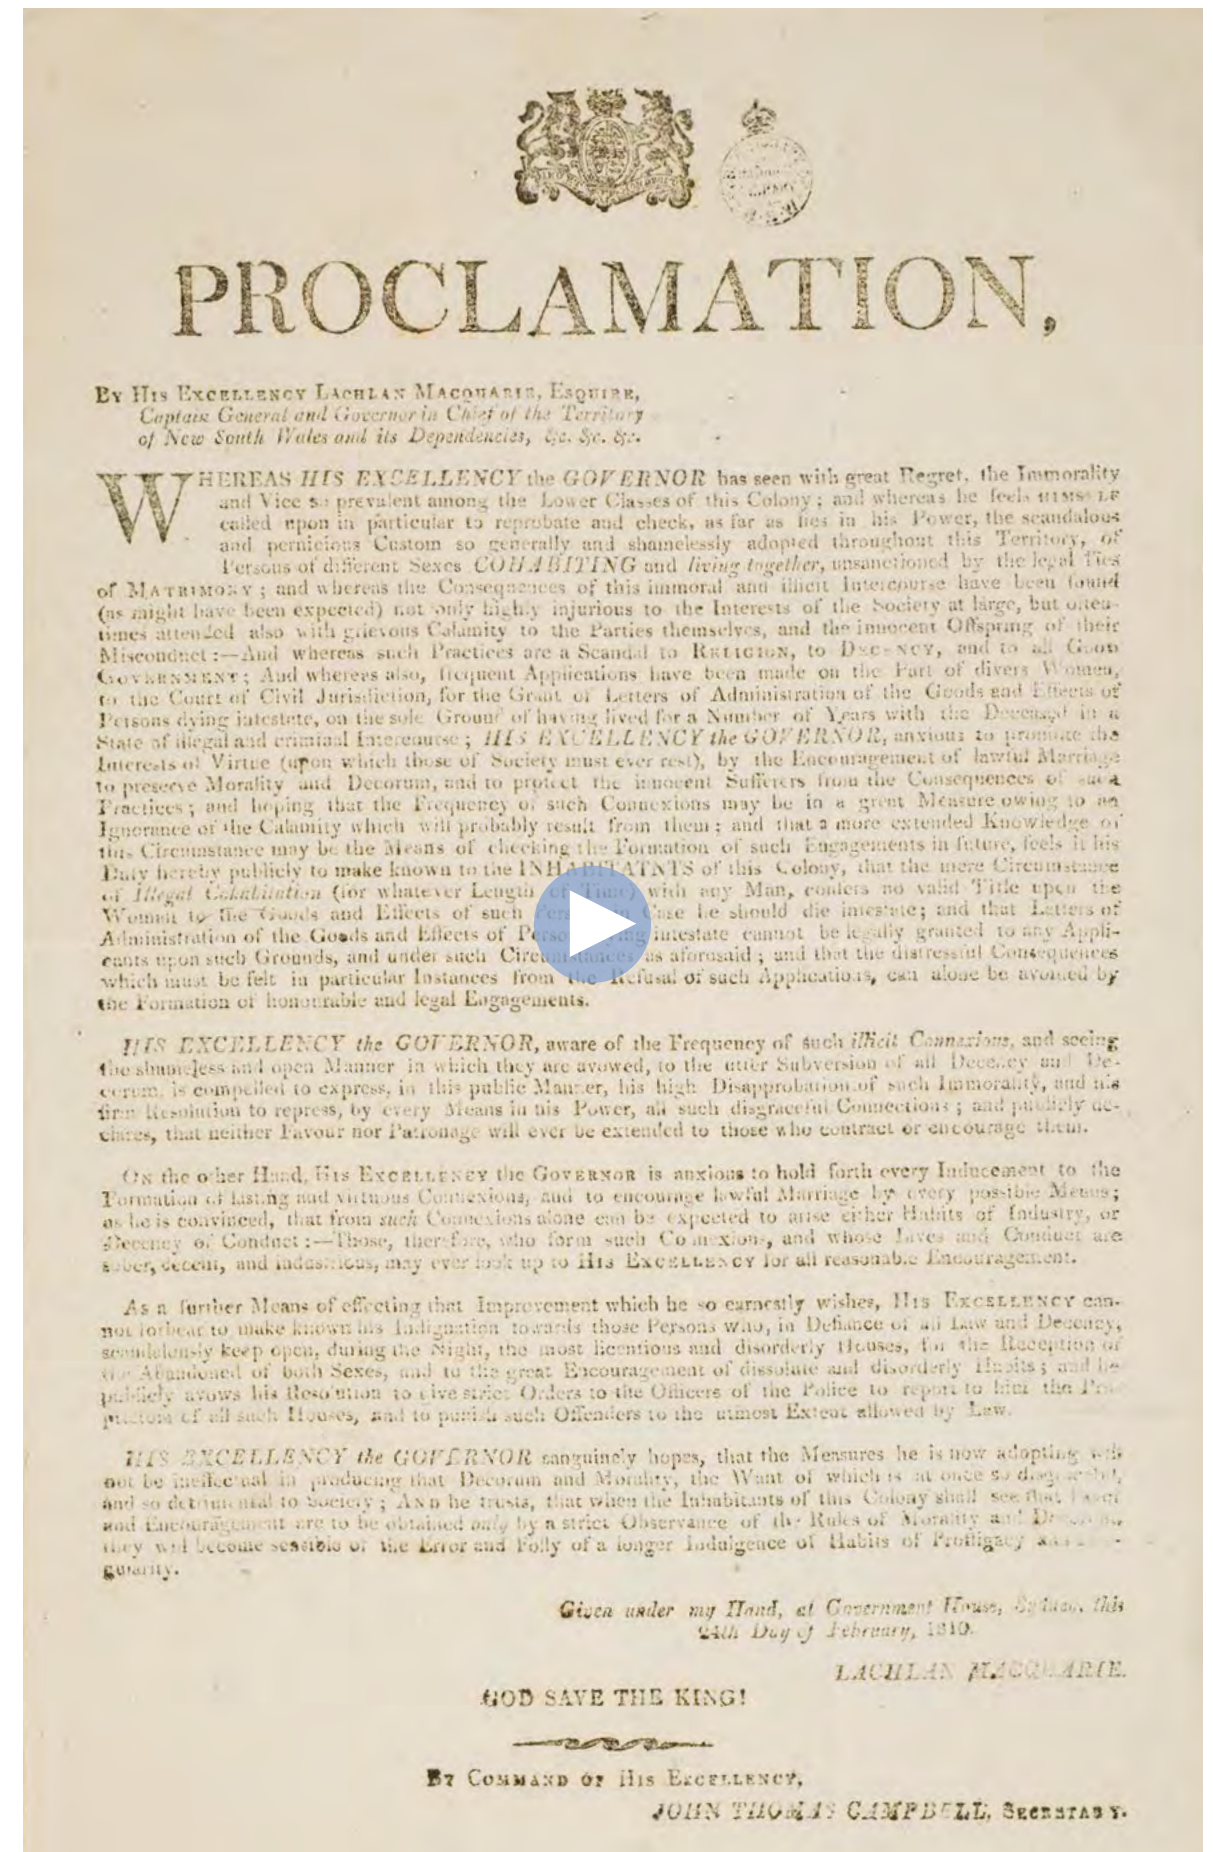 PROCLAMATION,
BY HIS EXCELLENCY LACHLAN MACQUARIE, ESQUIRE,
Captain General and Governor in Chief of the Territory
of New South Wales and its Dependencies, &c. &c. &c.
WHEREAS HIS EXCELLENCY the GOVERNOR has seen with great Regret, the Immorality
and Vice so prevalent among the Lower Classes of this Colony; and whereas he feels HIMSELF
called upon in particular to reprobate and check, as far as lies in his Power, the scandalous
and pernicious Custom so generally and shamelessly adopted throughout this Territory, of
Persons of different Sexes COHABITING and living together, unsanctioned by the legal Ties
of MATRIMONY; and whereas the Consequences of this immoral and illicit Intercourse have been found
(as might have been expected) not only highly injurious to the Interests of the Society at large, but often-
times attended also with grievous Calamity to the Parties themselves, and the innocent Offspring of their
Misconduct:—And whereas such Practices are a Scandal to RELIGION, to DECENCY, and to all GOOD
GOVERNMENT; And whereas also, frequent Applications have been made on the Part of divers Women,
to the Court of Civil Jurisdiction, for the Grant of Letters of Administration of the Goods and Effects of
Persons dying intestate, on the sole Ground of having lived for a Number of Years with the Deceased in a
State of illegal and criminal Intercourse; HIS EXCELLENCY the GOVERNOR, anxious to promote the
Interests of Virtue (upon which those of Society must ever rest), by the Encouragement of lawful Marriage
to preserve Morality and Decorum, and to protect the innocent Sufferers from the Consequences of such
Practices; and hoping that the Frequency of such Connexions may be in a great Measure owing to an
Ignorance of the Calamity which will probably result from them; and that a more extended Knowledge of
this Circumstance may be the Means of checking the Formation of such Engagements in future, feels it his
Duty hereby publicly to make known to the INHABITATNTS of this Colony, that the mere Circumstance
of Illegal Cohabitation (for whatever Length of Time) with any Man, confers no valid Title upon the
Woman to the Goods and Effects of such Person in Case he should die intestate; and that Letters of
Administration of the Goods and Effects of Persons dying intestate cannot be legally granted to any Appli-
cants upon such Grounds, and under such Circumstances as aforosaid; and that the distressful Consequences
which must be felt in particular Instances from the Refusal of such Applications, can alone be avoided by
the Formation of honourable and legal Engagements.
HIS EXCELLENCY the GOVERNOR, aware of the Frequency of such illicit Connexions, and seeing
the shameless and open Manner in which they are avowed, to the utter Subversion of all Decency and De-
corum, is compelled to express, in this public Manner, his high Disapprobation of such Immorality, and his
firm Resolution to repress, by every Means in his Power, all such disgraceful Connections; and publicly de-
clares, that neither Favour nor Patronage will ever be extended to those who contract or encourage them.
ON the other Hand, HIS EXCELLENCY the GOVERNOR is anxious to hold forth every Inducement to the
Formation of lasting and virtuous Connexions, and to encourage lawful Marriage by every possible Means;
as he is convinced, that from such Connexions alone can be expected to arise either Habits of Industry, or
Decency of Conduct:—Those, therefore, who form such Connexions, and whose Lives and Conduct are
sober, decent, and industrious, may ever look up to HIS EXCELLENCY for all reasonable Encouragement.
As a further Means of effecting that Improvement which he so earnestly wishes, HIS EXCELLENCY can-
not forbear to make known his Indignation towards those Persons who, in Defiance of all Law and Decency,
scandelously keep open, during the Night, the most licentious and disorderly Houses, for the Reception of
the Abandoned of both Sexes, and to the great Encouragement of dissolute and disorderly Habits; and he
publicly avows his Resolution to give strict Orders to the Officers of the Police to report to him the
of all such Houses, and to punish such Offenders to the utmost Extent allowed by Law.
HIS EXCELLENCY the GOVERNOR sanguinely hopes, that the Measures he is now adopting will
not be ineffectual in producing that Decorum and Morality, the Want of which is at once so disgraceful,
and so detrimental to Society; AND he trusts, that when the Inhabitants of this Colony shall see that
and Encouragement are to be obtained only by a strict Observance of the Rules of Morality and
they will become sensible of the Error and Folly of a longer Indulgence of Habits of Profligacy
gularity.
Given under my Hand, at Government House, Sydney, this
24th Day of February, 1810.
LACHLAN MACQUARIE.
GOD SAVE THE KING!
BY COMMAND OF HIS EXCELLENCY,
JOHN THOMAS CAMPBELL, SECRETARY.